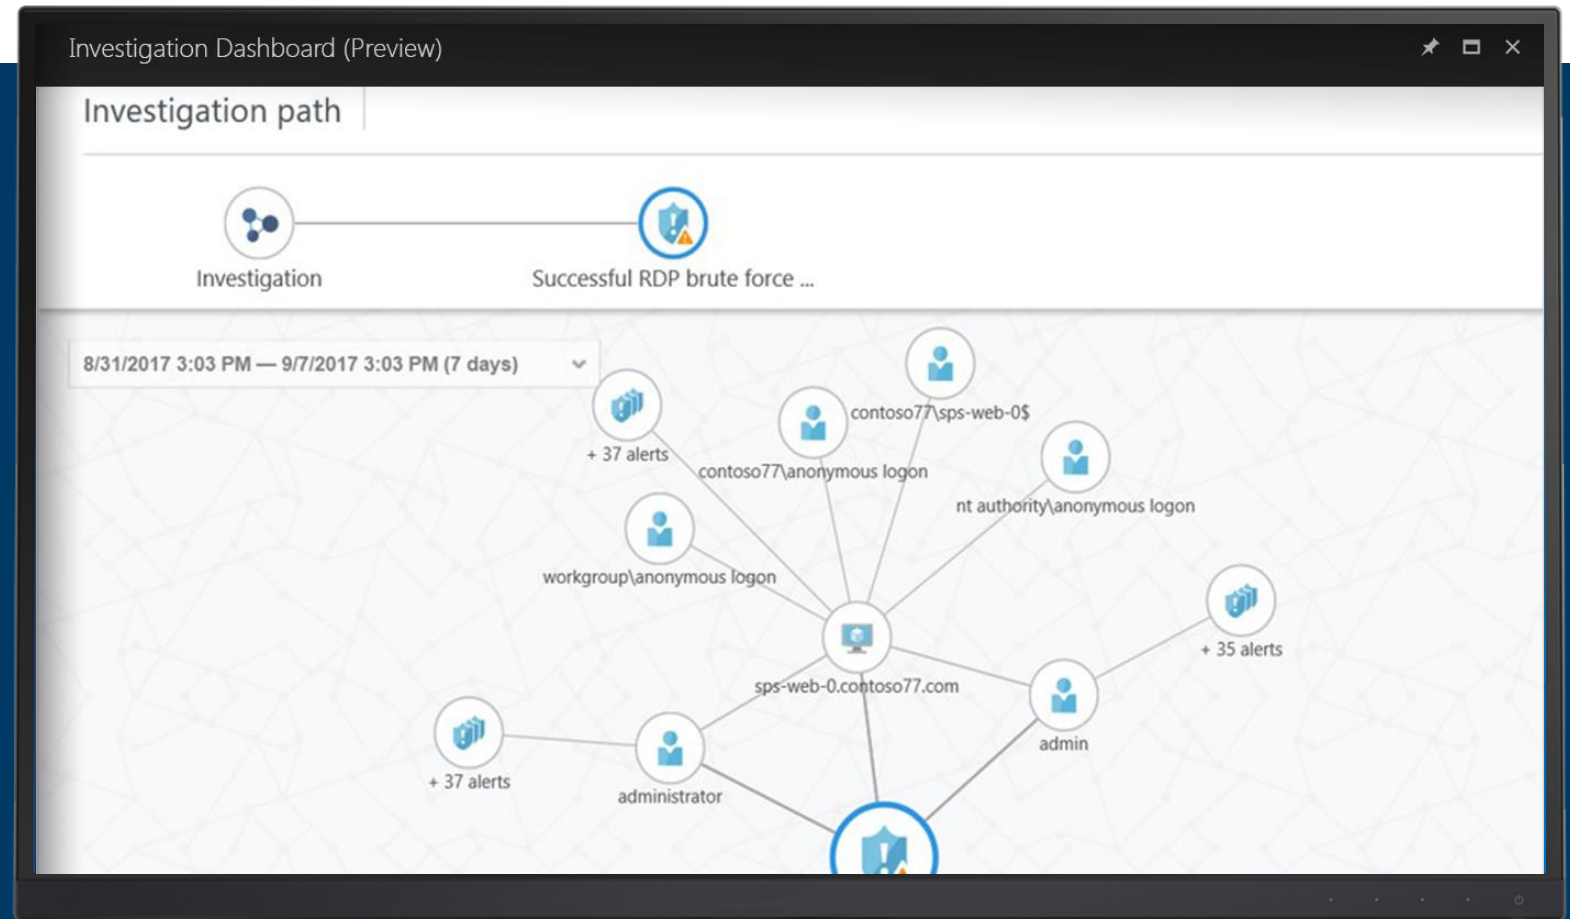 Investigation Dashboard (Preview)
Investigation path
Investigation
Successful RDP brute force ...
8/31/2017 3:03 PM — 9/7/2017 3:03 PM (7 days)
+ 37 alerts
contoso77\sps-web-0$
contoso77\anonymous logon
nt authority\anonymous logon
workgroup\anonymous logon
+ 35 alerts
sps-web-0.contoso77.com
admin
+ 37 alerts
administrator